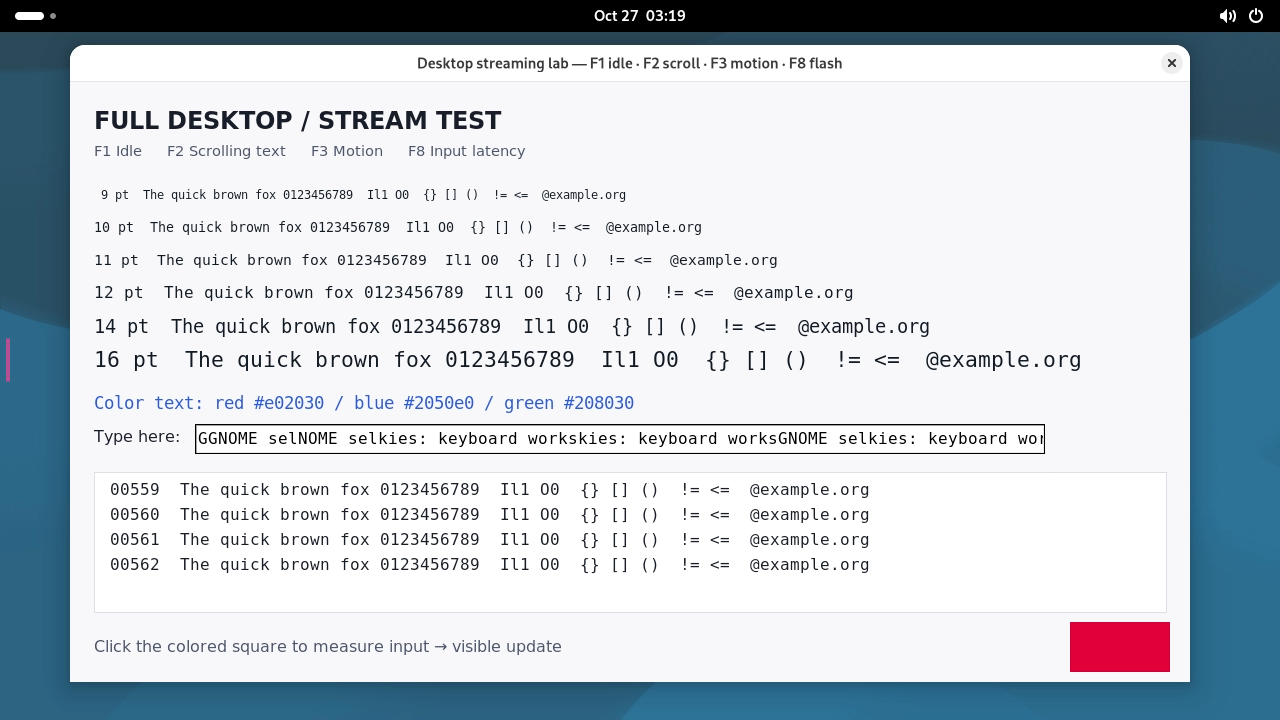 Oct 27  03:19
Desktop streaming lab — F1 idle · F2 scroll · F3 motion · F8 flash
FULL DESKTOP / STREAM TEST
F1 Idle     F2 Scrolling text     F3 Motion     F8 Input latency
9 pt  The quick brown fox 0123456789  Il1 O0  {} [] ()  != <=  @example.org
10 pt  The quick brown fox 0123456789  Il1 O0  {} [] ()  != <=  @example.org
11 pt  The quick brown fox 0123456789  Il1 O0  {} [] ()  != <=  @example.org
12 pt  The quick brown fox 0123456789  Il1 O0  {} [] ()  != <=  @example.org
14 pt  The quick brown fox 0123456789  Il1 O0  {} [] ()  != <=  @example.org
16 pt  The quick brown fox 0123456789  Il1 O0  {} [] ()  != <=  @example.org
Color text: red #e02030 / blue #2050e0 / green #208030
Type here: GGNOME selNOME selkies: keyboard workskies: keyboard worksGNOME selkies: keyboard wor
00559  The quick brown fox 0123456789  Il1 O0  {} [] ()  != <=  @example.org
00560  The quick brown fox 0123456789  Il1 O0  {} [] ()  != <=  @example.org
00561  The quick brown fox 0123456789  Il1 O0  {} [] ()  != <=  @example.org
00562  The quick brown fox 0123456789  Il1 O0  {} [] ()  != <=  @example.org
Click the colored square to measure input → visible update